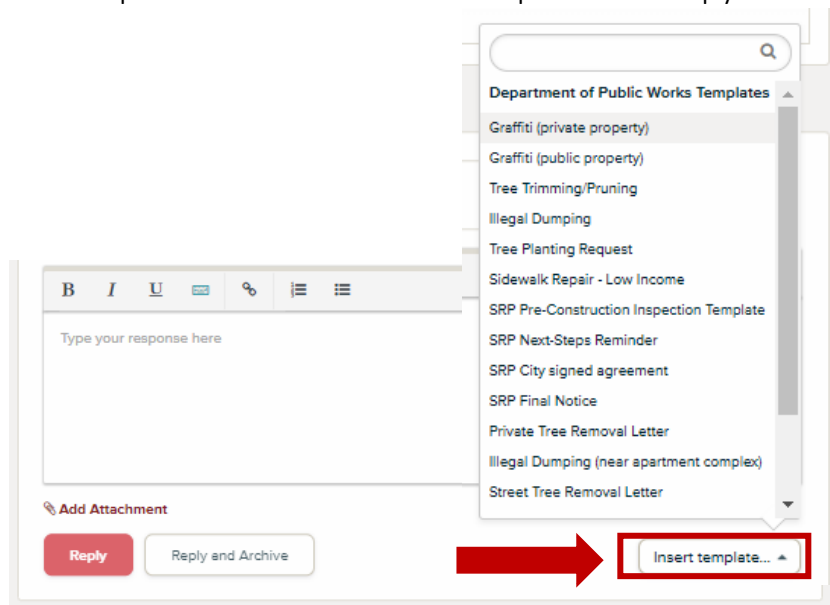 Department of Public Works Templates
Graffiti (private property)
Graffiti (public property)
Tree Trimming/Pruning
Illegal Dumping
Tree Planting Request
Sidewalk Repair - Low Income
SRP Pre-Construction Inspection Template
SRP Next-Steps Reminder
SRP City signed agreement
SRP Final Notice
Private Tree Removal Letter
Illegal Dumping (near apartment complex)
Street Tree Removal Letter
B I U
Type your response here
Add Attachment
Reply
Reply and Archive
Insert template...